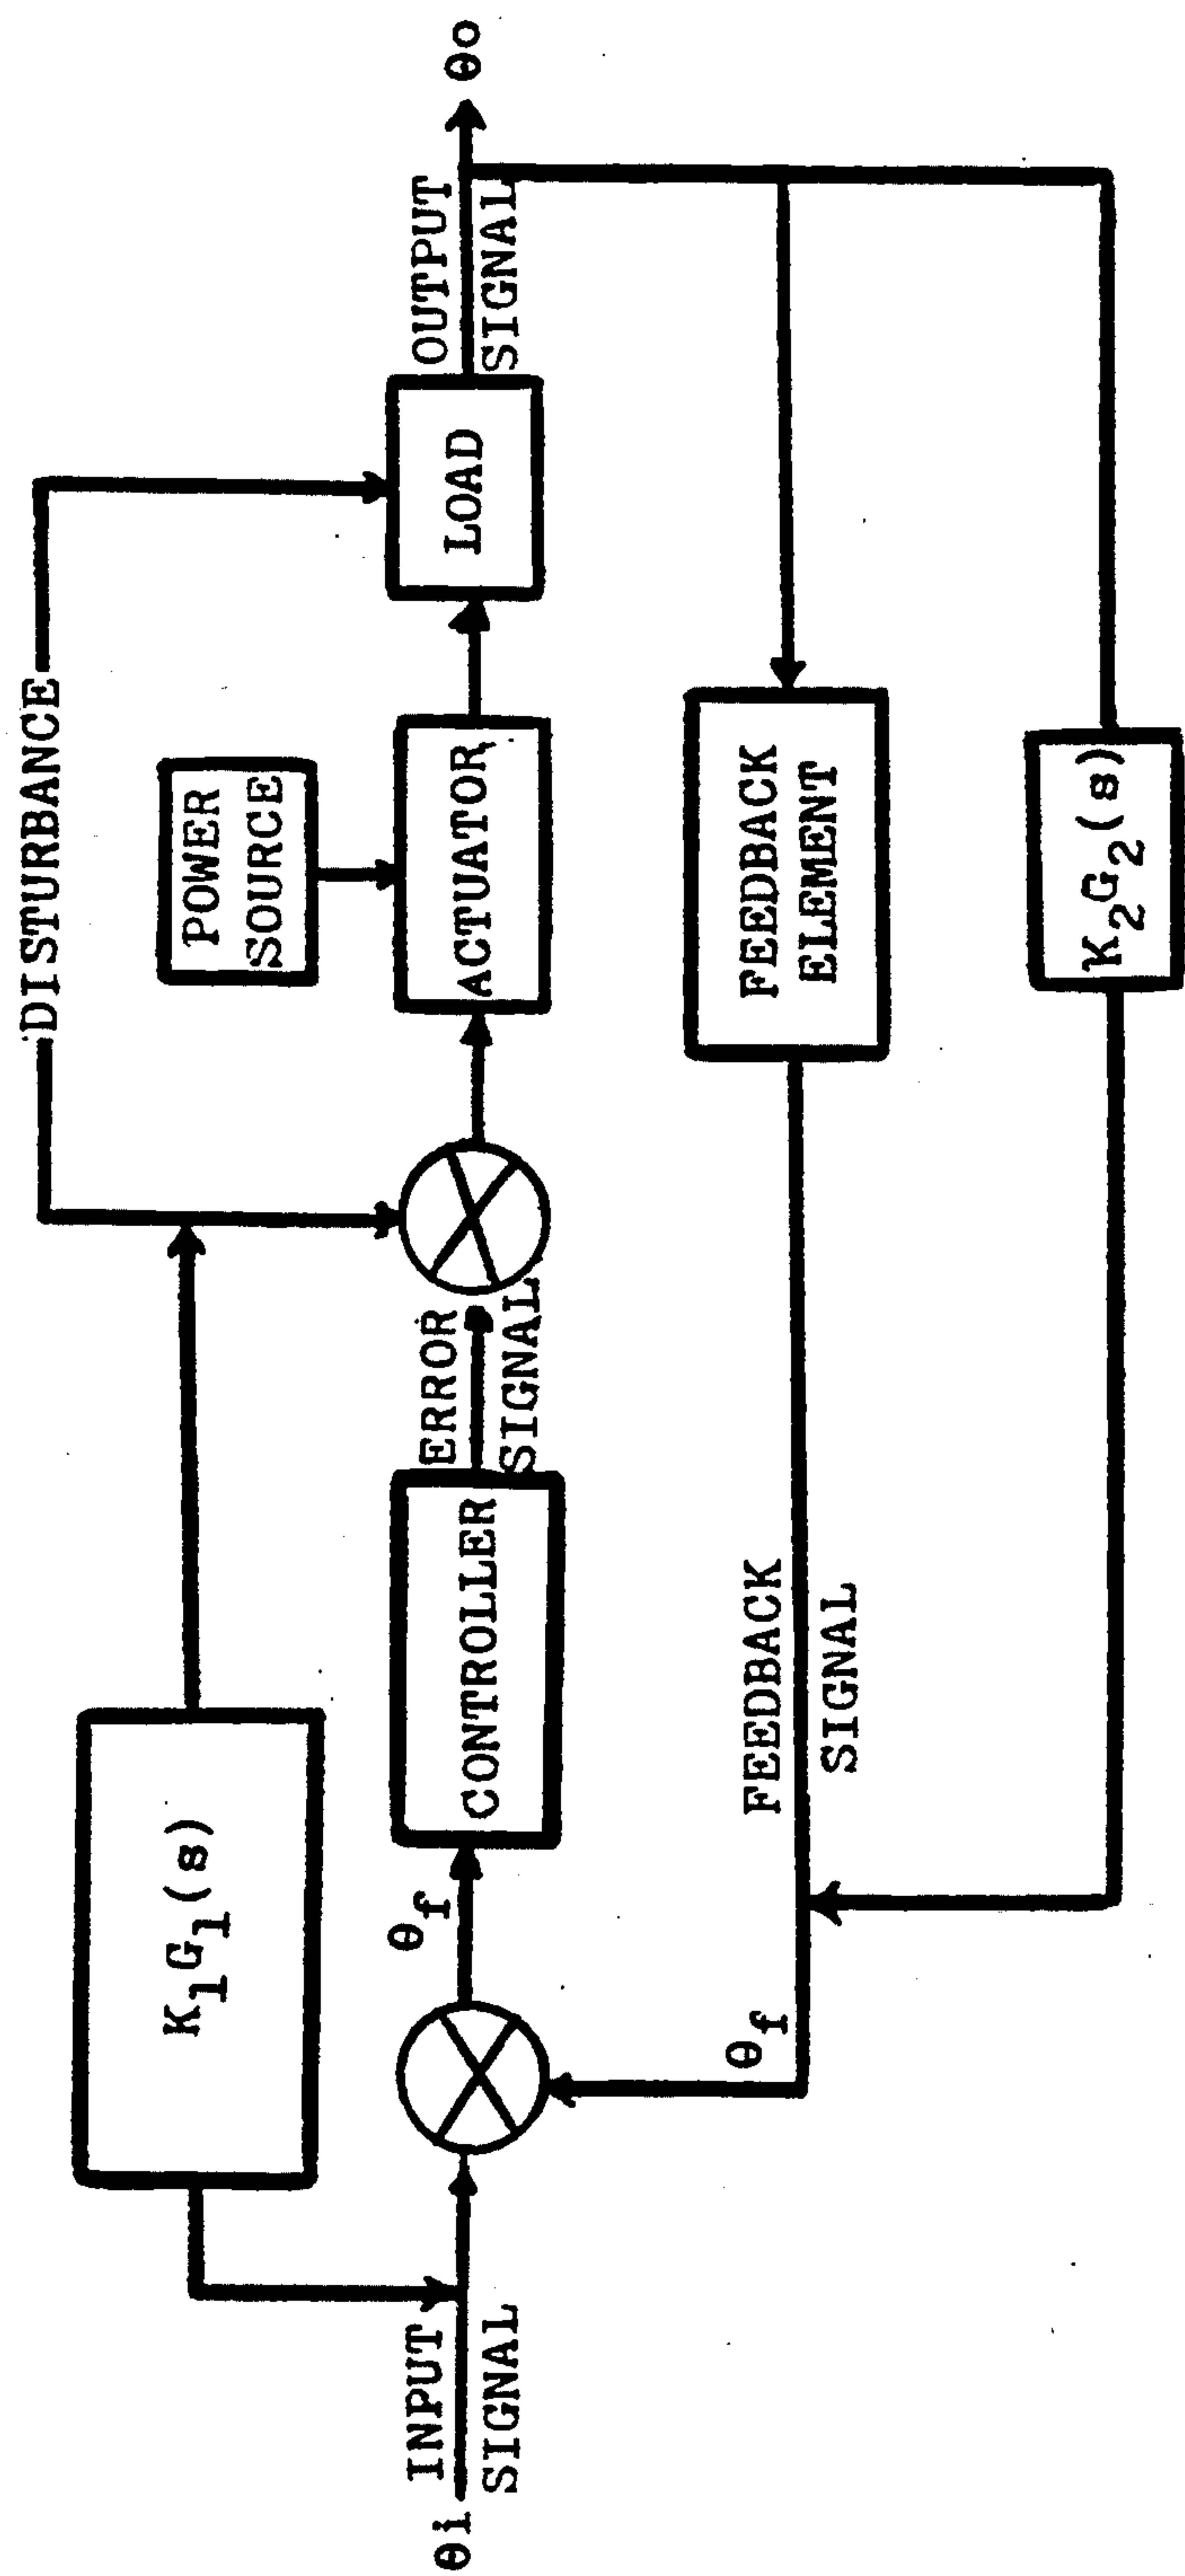 DISTURBANCE
POWER
SOURCE
K₁G₁(s)
θi
INPUT
SIGNAL
θf
CONTROLLER
ERROR
SIGNAL
ACTUATOR
LOAD
OUTPUT
SIGNAL
θo
θf
FEEDBACK
SIGNAL
FEEDBACK
ELEMENT
K₂G₂(s)